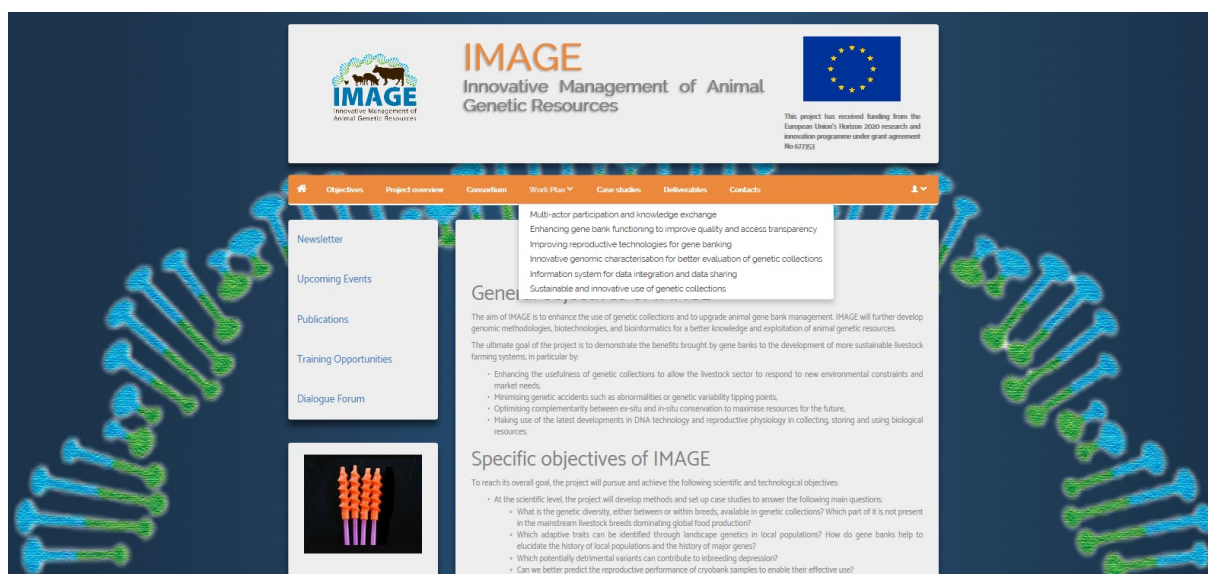 IMAGE
Innovative Management of
Animal Genetic Resources
IMAGE
Innovative Management of Animal
Genetic Resources
This project has received funding from the
European Union's Horizon 2020 research and
innovation programme under grant agreement
No 677353
Objectives Project overview Consortium Work Plan Case studies Deliverables Contacts
Multi-actor participation and knowledge exchange
Enhancing gene bank functioning to improve quality and access transparency
Improving reproductive technologies for gene banking
Innovative genomic characterisation for better evaluation of genetic collections
Information system for data integration and data sharing
Sustainable and innovative use of genetic collections
Newsletter
Upcoming Events
Publications
Training Opportunities
Dialogue Forum
General objectives of IMAGE
The aim of IMAGE is to enhance the use of genetic collections and to upgrade animal gene bank management. IMAGE will further develop
genomic methodologies, biotechnologies, and bioinformatics for a better knowledge and exploitation of animal genetic resources.
The ultimate goal of the project is to demonstrate the benefits brought by gene banks to the development of more sustainable livestock
farming systems, in particular by:
• Enhancing the usefulness of genetic collections to allow the livestock sector to respond to new environmental constraints and
market needs.
• Minimising genetic accidents such as abnormalities or genetic variability tipping points.
• Optimising complementarity between ex-situ and in-situ conservation to maximise resources for the future.
• Making use of the latest developments in DNA technology and reproductive physiology in collecting, storing and using biological
resources.
Specific objectives of IMAGE
To reach its overall goal, the project will pursue and achieve the following scientific and technological objectives:
• At the scientific level, the project will develop methods and set up case studies to answer the following main questions:
• What is the genetic diversity, either between or within breeds, available in genetic collections? Which part of it is not present
in the mainstream livestock breeds dominating global food production?
• Which adaptive traits can be identified through landscape genetics in local populations? How do gene banks help to
elucidate the history of local populations and the history of major genes?
• Which potentially detrimental variants can contribute to inbreeding depression?
• Can we better predict the reproductive performance of cryobank samples to enable their effective use?